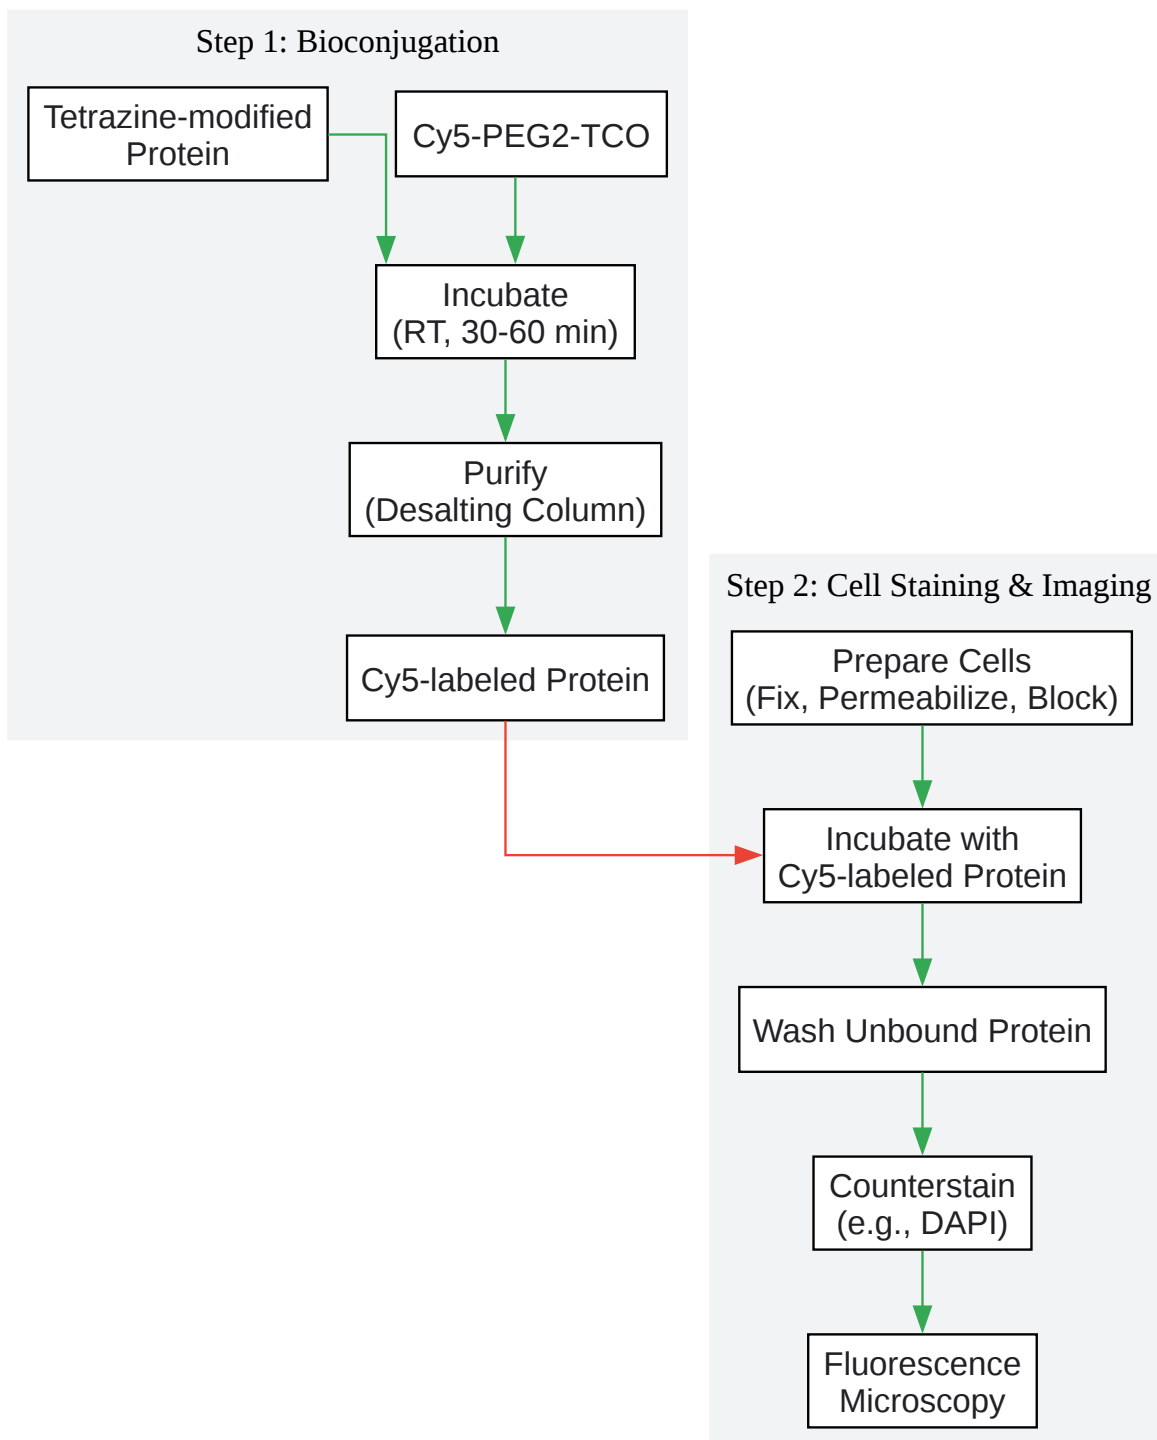 Step 1: Bioconjugation
Tetrazine-modified
Protein
Cy5-PEG2-TCO
Incubate
(RT, 30-60 min)
Purify
(Desalting Column)
Cy5-labeled Protein
Step 2: Cell Staining & Imaging
Prepare Cells
(Fix, Permeabilize, Block)
Incubate with
Cy5-labeled Protein
Wash Unbound Protein
Counterstain
(e.g., DAPI)
Fluorescence
Microscopy